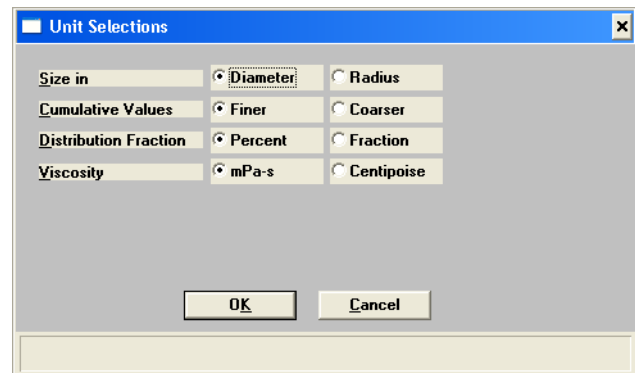 Unit Selections
Size in Diameter Radius
Cumulative Values Finer Coarser
Distribution Fraction Percent Fraction
Viscosity mPa-s Centipoise
OK Cancel